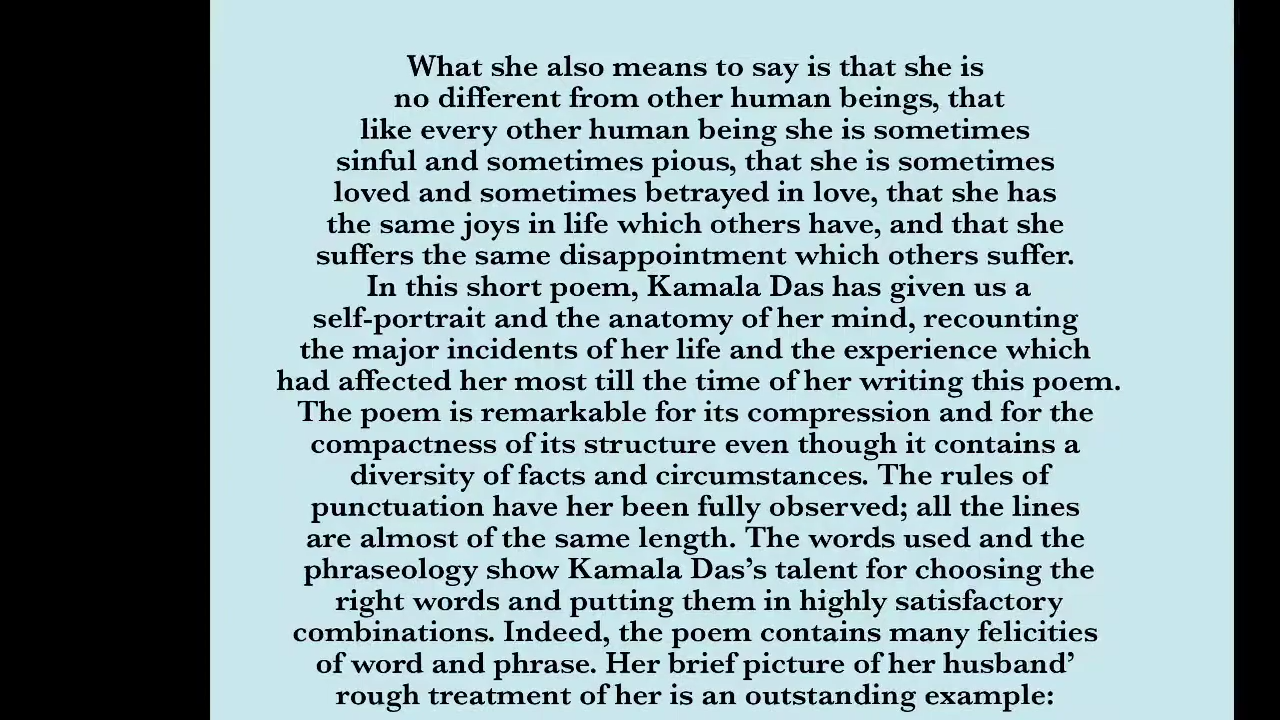 What she also means to say is that she is
no different from other human beings, that
like every other human being she is sometimes
sinful and sometimes pious, that she is sometimes
loved and sometimes betrayed in love, that she has
the same joys in life which others have, and that she
suffers the same disappointment which others suffer.
In this short poem, Kamala Das has given us a
self-portrait and the anatomy of her mind, recounting
the major incidents of her life and the experience which
had affected her most till the time of her writing this poem.
The poem is remarkable for its compression and for the
compactness of its structure even though it contains a
diversity of facts and circumstances. The rules of
punctuation have her been fully observed; all the lines
are almost of the same length. The words used and the
phraseology show Kamala Das’s talent for choosing the
right words and putting them in highly satisfactory
combinations. Indeed, the poem contains many felicities
of word and phrase. Her brief picture of her husband’
rough treatment of her is an outstanding example: